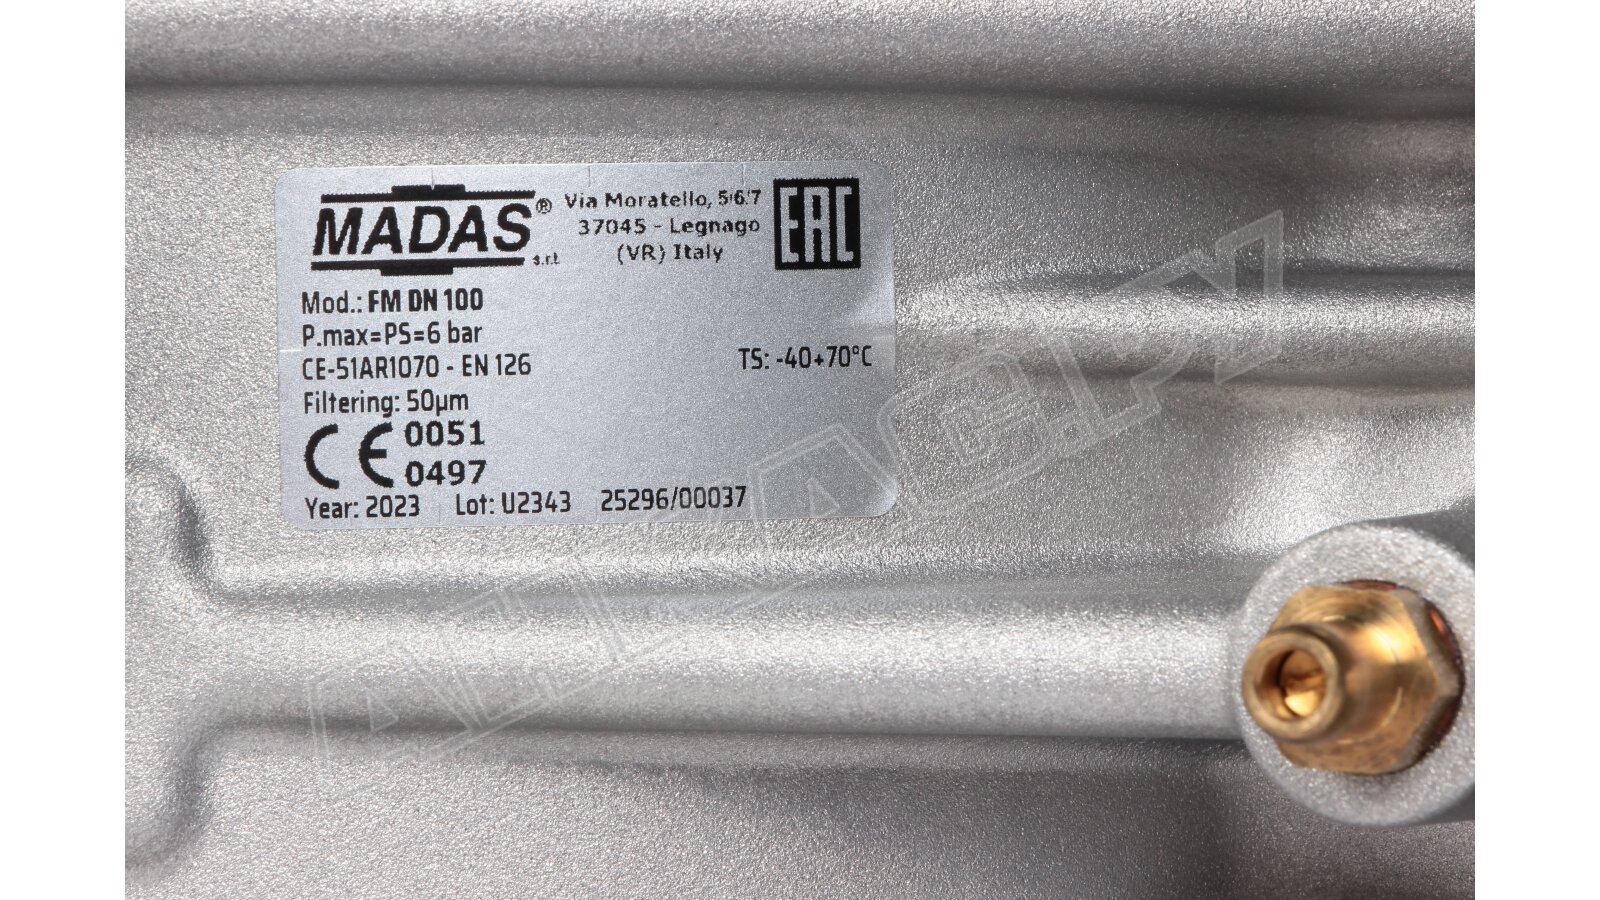 MADAS® s.r.l.
Via Moratello, 5/6/7
37045 - Legnago
(VR) Italy
EAC
Mod.: FM DN 100
P.max=PS=6 bar
CE-51AR1070 - EN 126
TS: -40+70°C
Filtering: 50µm
CE 0051
0497
Year: 2023 Lot: U2343 25296/00037